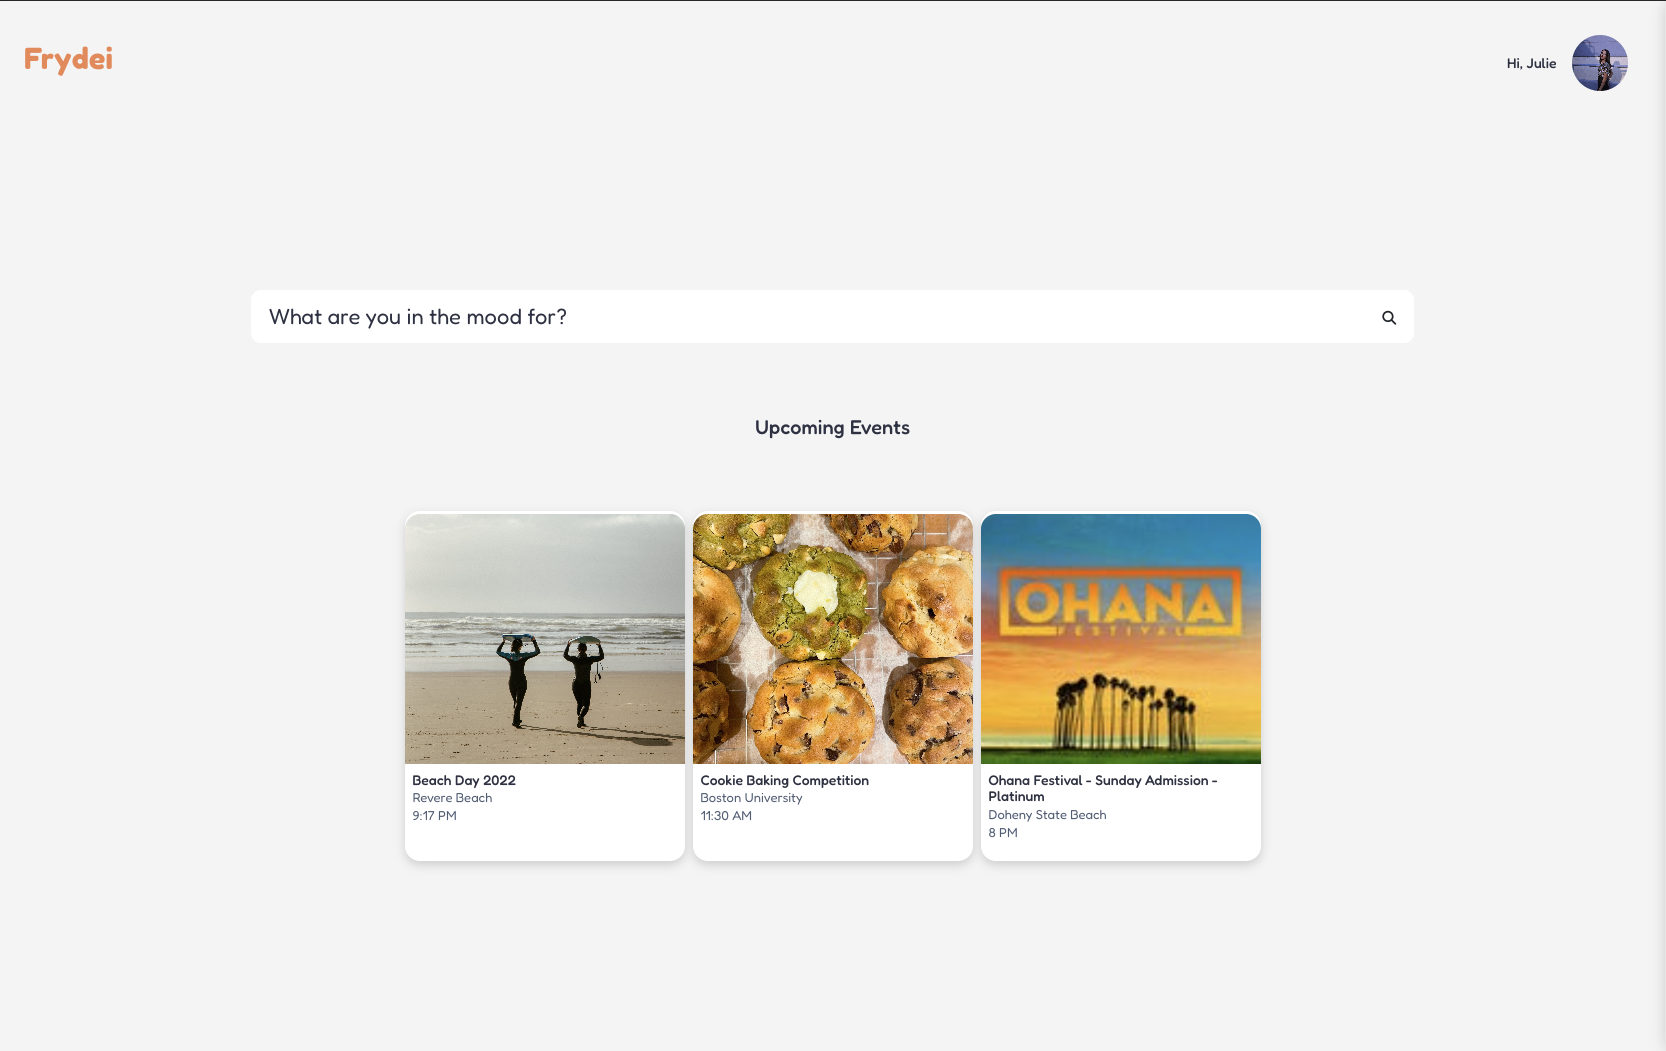 Frydei
Hi, Julie
What are you in the mood for?
Upcoming Events
OHANA
FESTIVAL
Beach Day 2022
Revere Beach
9:17 PM
Cookie Baking Competition
Boston University
11:30 AM
Ohana Festival - Sunday Admission -
Platinum
Doheny State Beach
8 PM